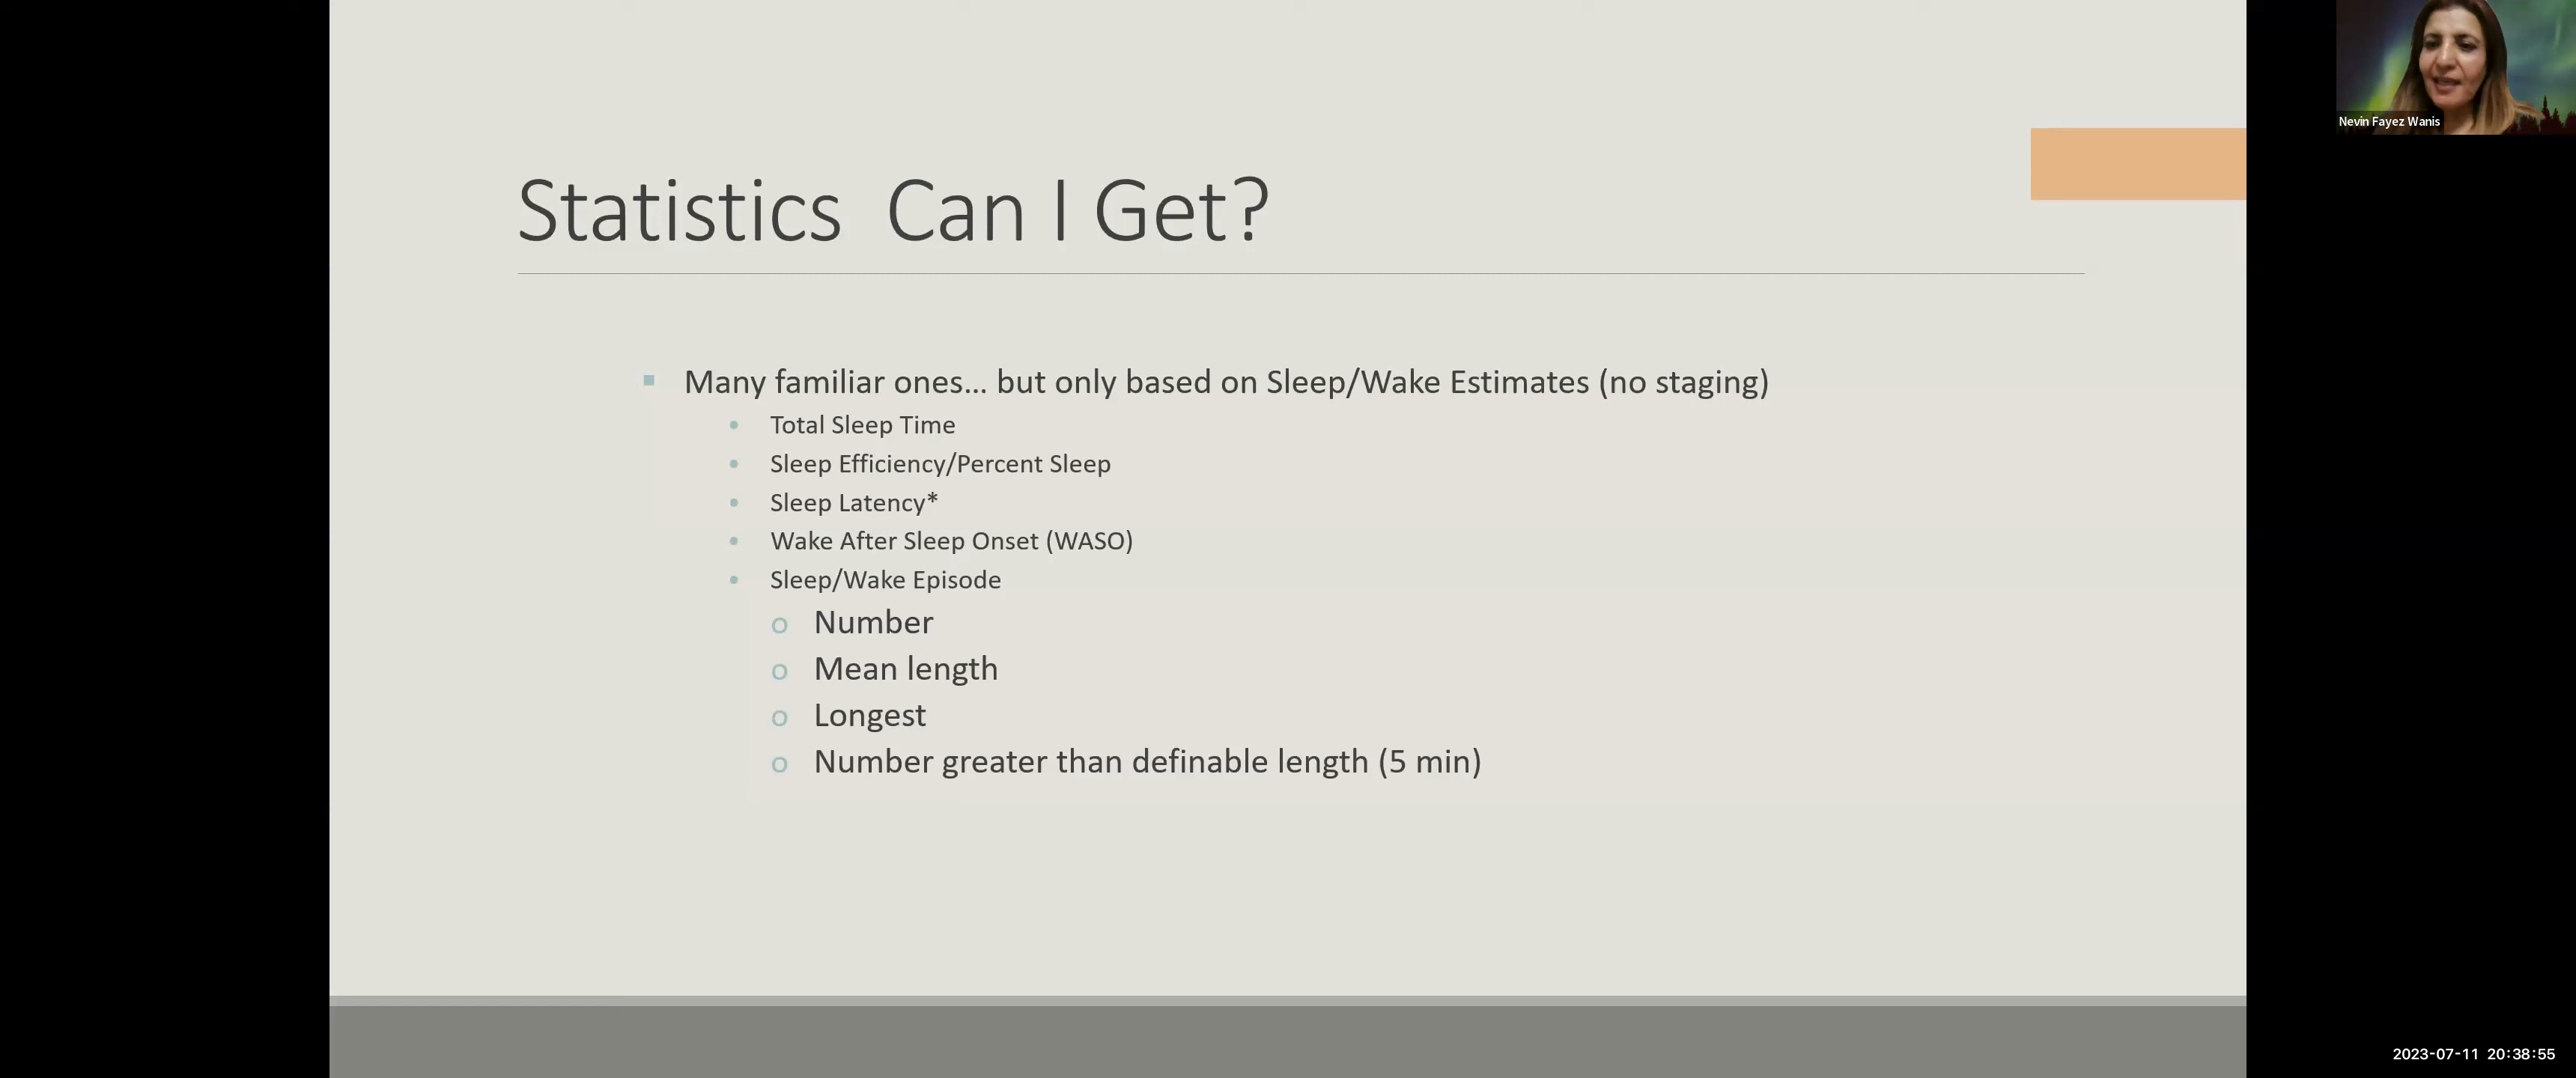 Nevin Fayez Wanis
Statistics  Can I Get?
▪ Many familiar ones... but only based on Sleep/Wake Estimates (no staging)
• Total Sleep Time
• Sleep Efficiency/Percent Sleep
• Sleep Latency*
• Wake After Sleep Onset (WASO)
• Sleep/Wake Episode
o Number
o Mean length
o Longest
o Number greater than definable length (5 min)
2023-07-11 20:38:55